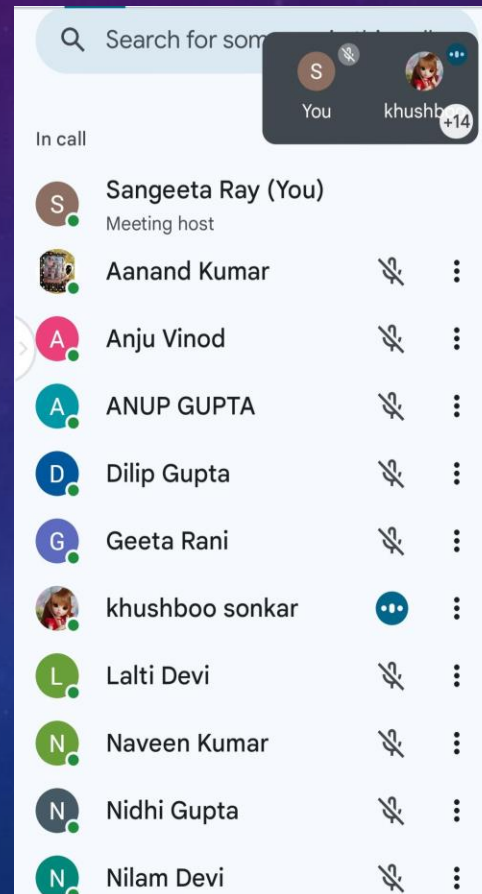 Search for som
S
You
khushb
+14
In call
S
Sangeeta Ray (You)
Meeting host
Aanand Kumar
A
Anju Vinod
A
ANUP GUPTA
D
Dilip Gupta
G
Geeta Rani
khushboo sonkar
L
Lalti Devi
N
Naveen Kumar
N
Nidhi Gupta
N
Nilam Devi